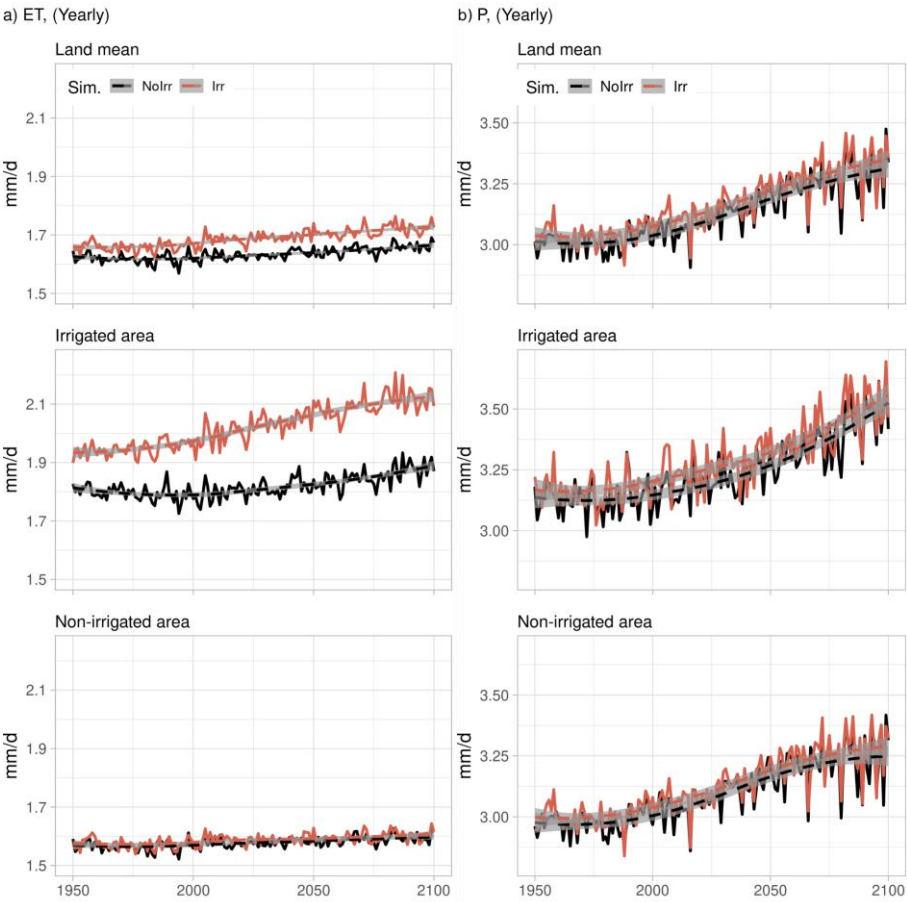 a) ET, (Yearly)
Land mean
Sim. NoIrr Irr
2.1
1.9
1.7
1.5
mm/d
Irrigated area
2.1
1.9
1.7
1.5
mm/d
Non-irrigated area
2.1
1.9
1.7
1.5
mm/d
1950 2000 2050 2100
b) P, (Yearly)
Land mean
Sim. NoIrr Irr
3.50
3.25
3.00
mm/d
Irrigated area
3.50
3.25
3.00
mm/d
Non-irrigated area
3.50
3.25
3.00
mm/d
1950 2000 2050 2100